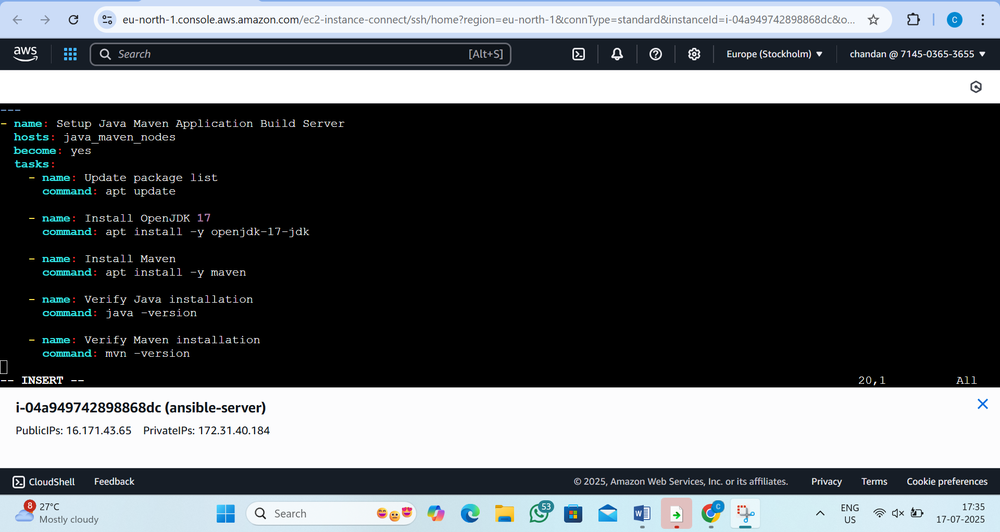 eu-north-1.console.aws.amazon.com/ec2-instance-connect/ssh/home?region=eu-north-1&connType=standard&instanceId=i-04a949742898868dc&o...
C
aws
Search
[Alt+S]
Europe (Stockholm) ▼
chandan @ 7145-0365-3655 ▼
---
- name: Setup Java Maven Application Build Server
  hosts: java_maven_nodes
  become: yes
  tasks:
    - name: Update package list
      command: apt update
    - name: Install OpenJDK 17
      command: apt install -y openjdk-17-jdk
    - name: Install Maven
      command: apt install -y maven
    - name: Verify Java installation
      command: java -version
    - name: Verify Maven installation
      command: mvn -version
-- INSERT --
20,1
All
i-04a949742898868dc (ansible-server)
PublicIPs: 16.171.43.65 PrivateIPs: 172.31.40.184
CloudShell
Feedback
© 2025, Amazon Web Services, Inc. or its affiliates.
Privacy
Terms
Cookie preferences
8
27°C
Mostly cloudy
Search
53
W
C
ENG
US
17:35
17-07-2025